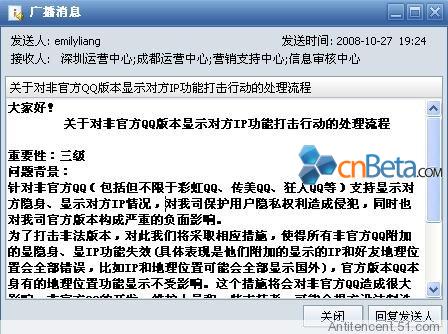 广播消息
发送人: emilyliang
发送时间: 2008-10-27 19:24
接收人: 深圳运营中心;成都运营中心;营销支持中心;信息审核中心
关于对非官方QQ版本显示对方IP功能打击行动的处理流程
大家好!
关于对非官方QQ版本显示对方IP功能打击行动的处理流程
重要性：三级
问题背景：
cnBeta.com
针对非官方QQ（包括但不限于彩虹QQ、传美QQ、狂人QQ等）支持显示对
方隐身、显示对方IP情况，对我司保护用户隐私权利造成侵犯，同时也
对我司官方版本构成严重的负面影响。
为了打击非法版本，对此我们将采取相应措施，使得所有非官方QQ附加
的显隐身、显IP功能失效(具体表现是他们附加的显示的IP和好友地理位
置会全部错误，比如IP和地理位置可能会全部显示国外)，官方版本QQ本
身有的地理位置功能显示不受影响。这个措施将会对非官方QQ造成很大
关闭
回复发送人
Antitencent.51.com